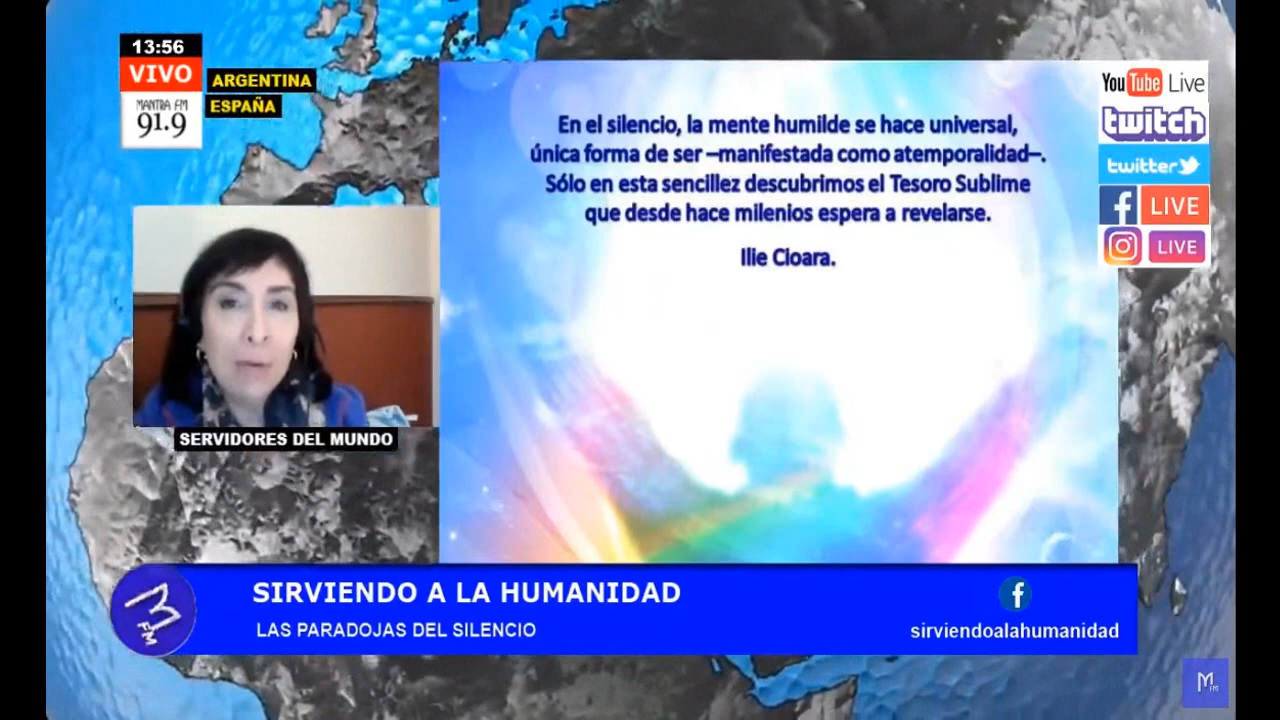 13:56
VIVO
ARGENTINA
ESPAÑA
MANTRA FM
91.9
En el silencio, la mente humilde se hace universal,
única forma de ser –manifestada como atemporalidad–.
Sólo en esta sencillez descubrimos el Tesoro Sublime
que desde hace milenios espera a revelarse.
Ilie Cioara.
YouTube Live
twitch
twitter
f LIVE
LIVE
SERVIDORES DEL MUNDO
M FM
SIRVIENDO A LA HUMANIDAD
LAS PARADOJAS DEL SILENCIO
f
sirviendoalahumanidad
M FM